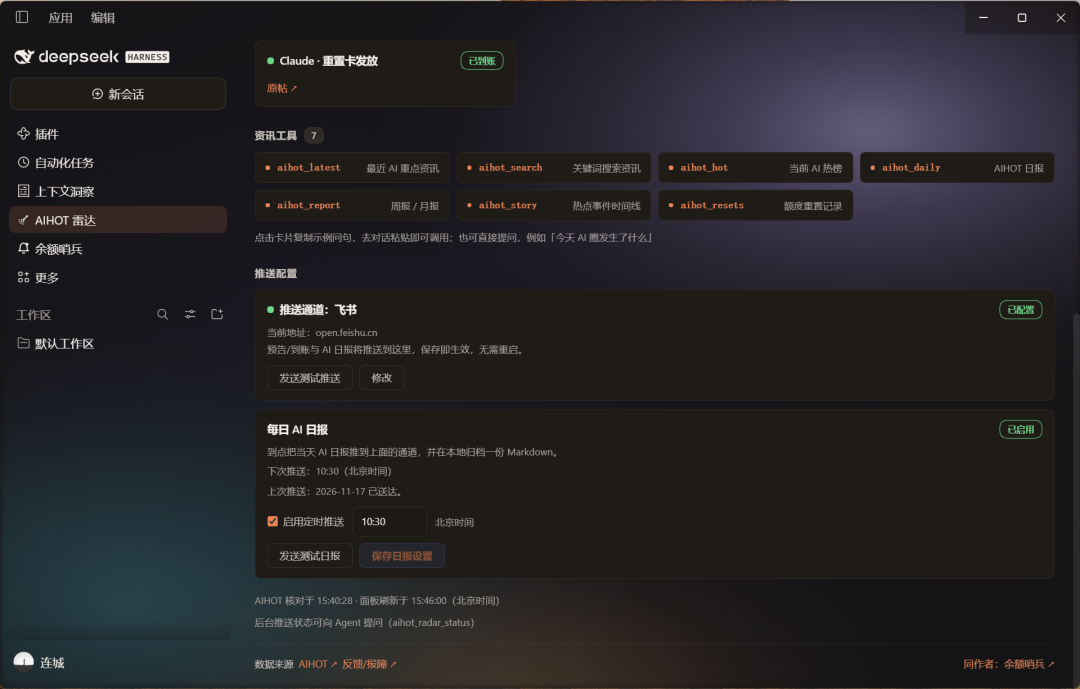 应用 编辑
deepseek HARNESS
新会话
插件
自动化任务
上下文洞察
AIHOT 雷达
余额哨兵
更多
工作区
默认工作区
连城
Claude · 重置卡发放 已到账
原帖 ↗
资讯工具 7
aihot_latest 最近 AI 重点资讯
aihot_search 关键词搜索资讯
aihot_hot 当前 AI 热榜
aihot_daily AIHOT 日报
aihot_report 周报 / 月报
aihot_story 热点事件时间线
aihot_resets 额度重置记录
点击卡片复制示例问句，去对话粘贴即可调用；也可直接提问，例如「今天 AI 圈发生了什么」
推送配置
推送通道：飞书 已配置
当前地址：open.feishu.cn
预告/到账与 AI 日报将推送到这里，保存即生效，无需重启。
发送测试推送 修改
每日 AI 日报 已启用
到点把当天 AI 日报推到上面的通道，并在本地归档一份 Markdown。
下次推送：10:30（北京时间）
上次推送：2026-11-17 已送达。
启用定时推送 10:30 北京时间
发送测试日报 保存日报设置
AIHOT 核对于 15:40:28 · 面板刷新于 15:46:00（北京时间）
后台推送状态可向 Agent 提问（aihot_radar_status）
数据来源 AIHOT ↗ 反馈/报障 ↗ 同作者：余额哨兵 ↗